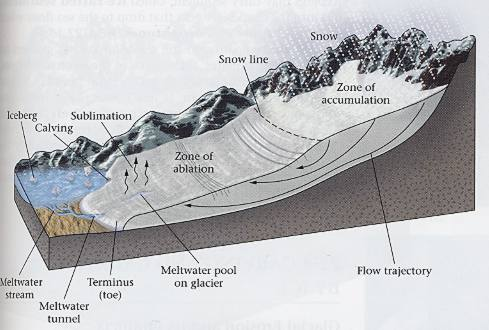 Snow
Snow line
Zone of
accumulation
Iceberg
Calving
Sublimation
Zone of
ablation
Meltwater
stream
Meltwater
tunnel
Terminus
(toe)
Meltwater pool
on glacier
Flow trajectory